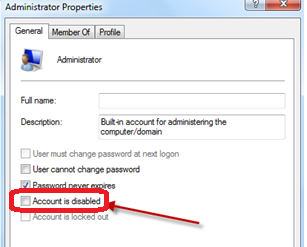 Administrator Properties
General Member Of Profile
Administrator
Full name:
Description: Built-in account for administering the
computer/domain
User must change password at next logon
User cannot change password
Password never expires
Account is disabled
Account is locked out